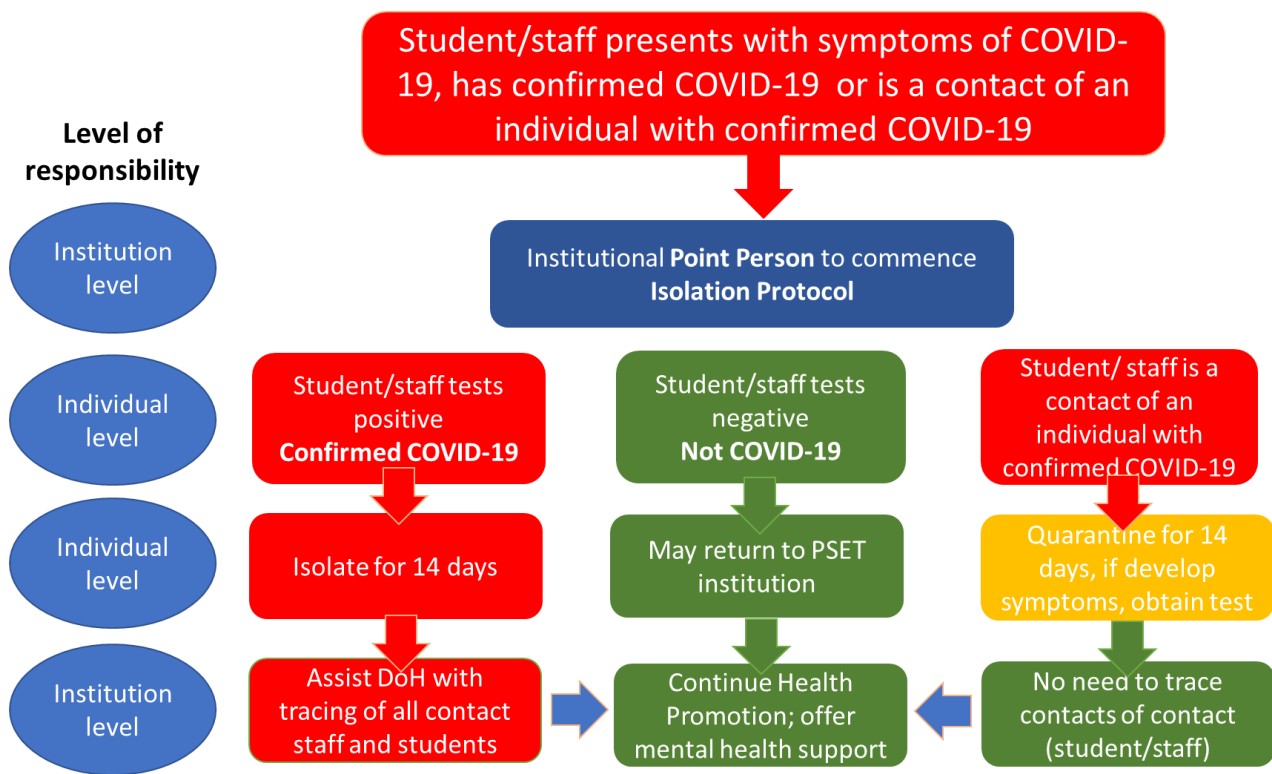 Student/staff presents with symptoms of COVID-
19, has confirmed COVID-19 or is a contact of an
individual with confirmed COVID-19
Level of
responsibility
Institution
level
Institutional Point Person to commence
Isolation Protocol
Individual
level
Student/staff tests
positive
Confirmed COVID-19
Student/staff tests
negative
Not COVID-19
Student/ staff is a
contact of an
individual with
confirmed COVID-19
Individual
level
Isolate for 14 days
May return to PSET
institution
Quarantine for 14
days, if develop
symptoms, obtain test
Institution
level
Assist DoH with
tracing of all contact
staff and students
Continue Health
Promotion; offer
mental health support
No need to trace
contacts of contact
(student/staff)